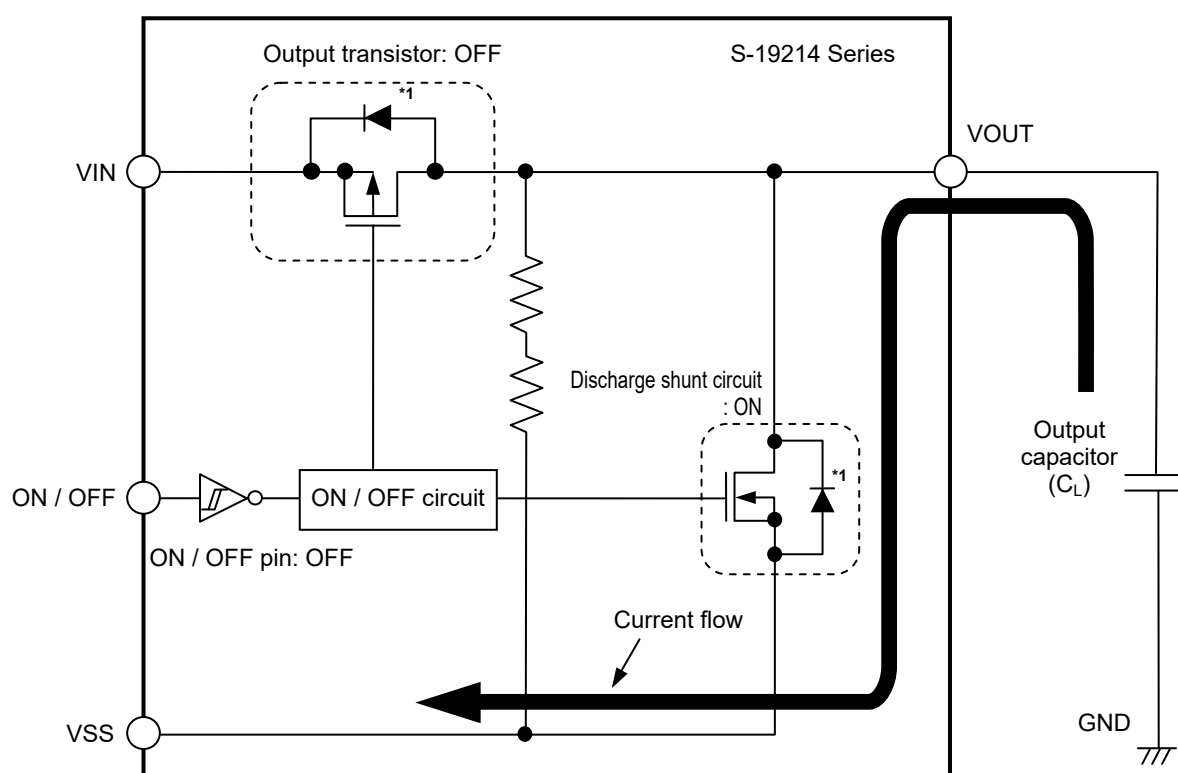 Output transistor: OFF
S-19214 Series
*1
VOUT
VIN
Discharge shunt circuit
: ON
*1
Output
capacitor
(CL)
ON / OFF
ON / OFF circuit
ON / OFF pin: OFF
Current flow
VSS
GND